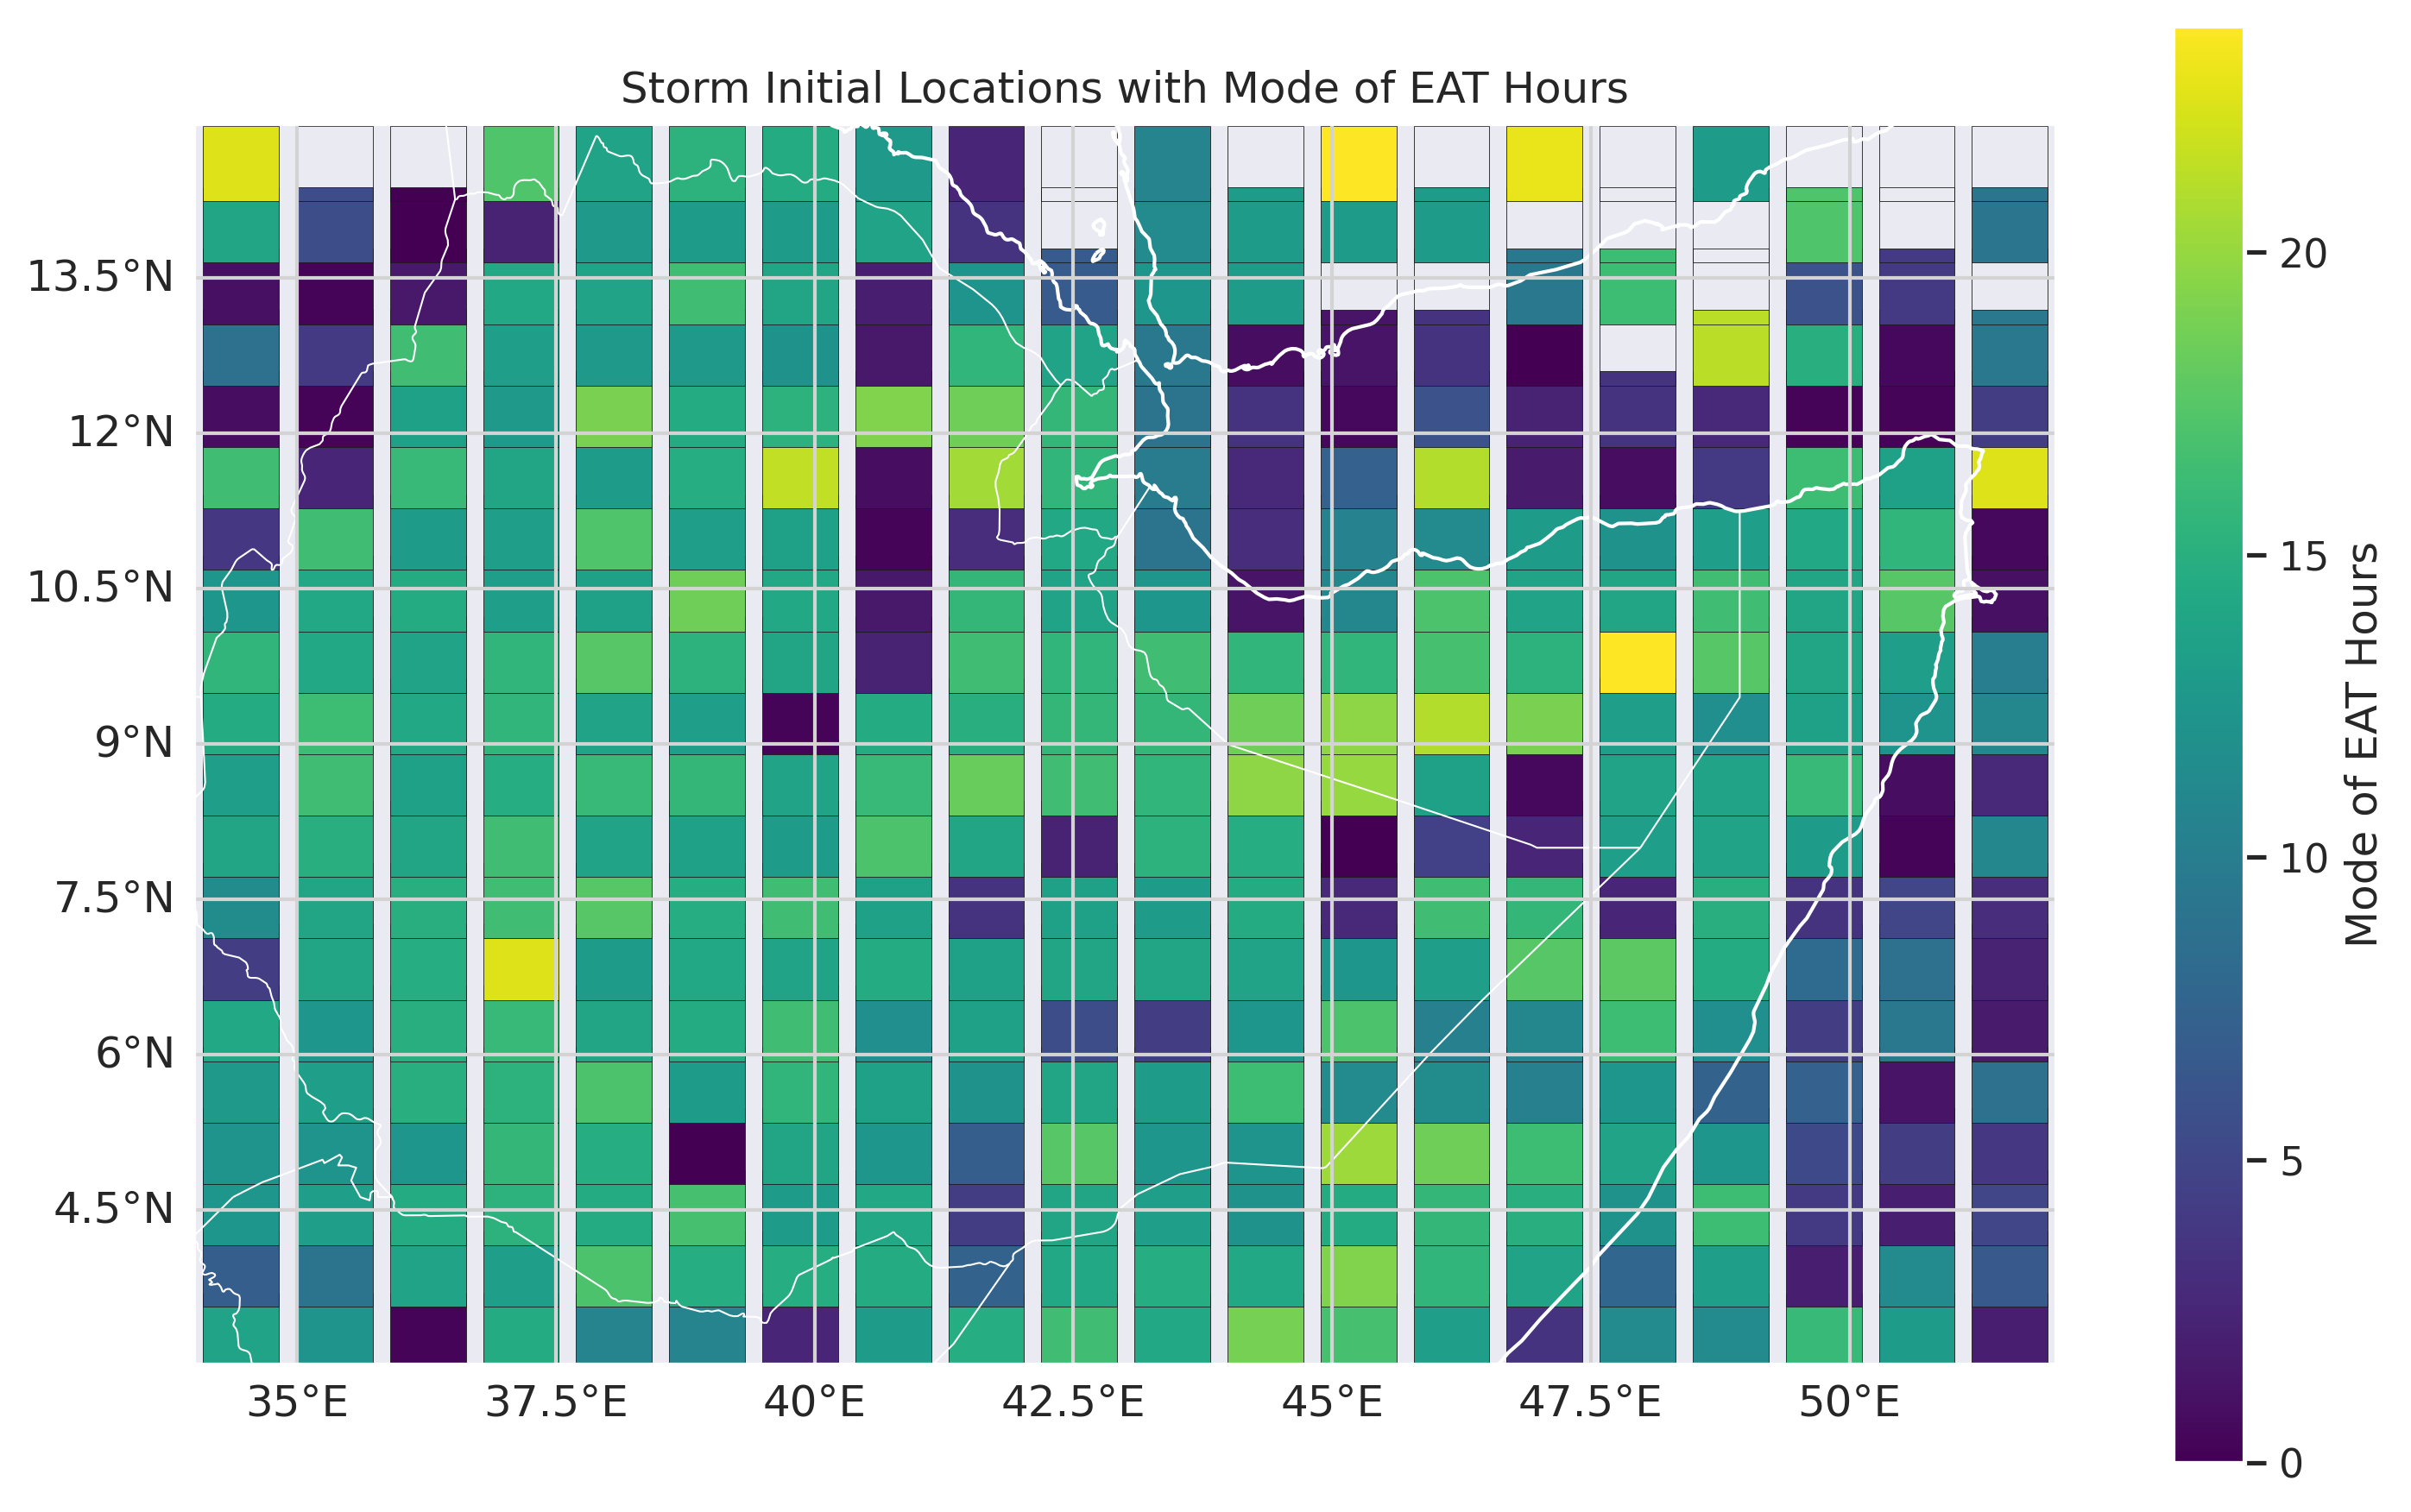 Storm Initial Locations with Mode of EAT Hours
13.5°N
12°N
10.5°N
9°N
7.5°N
6°N
4.5°N
35°E 37.5°E 40°E 42.5°E 45°E 47.5°E 50°E
20
15
10
5
0
Mode of EAT Hours